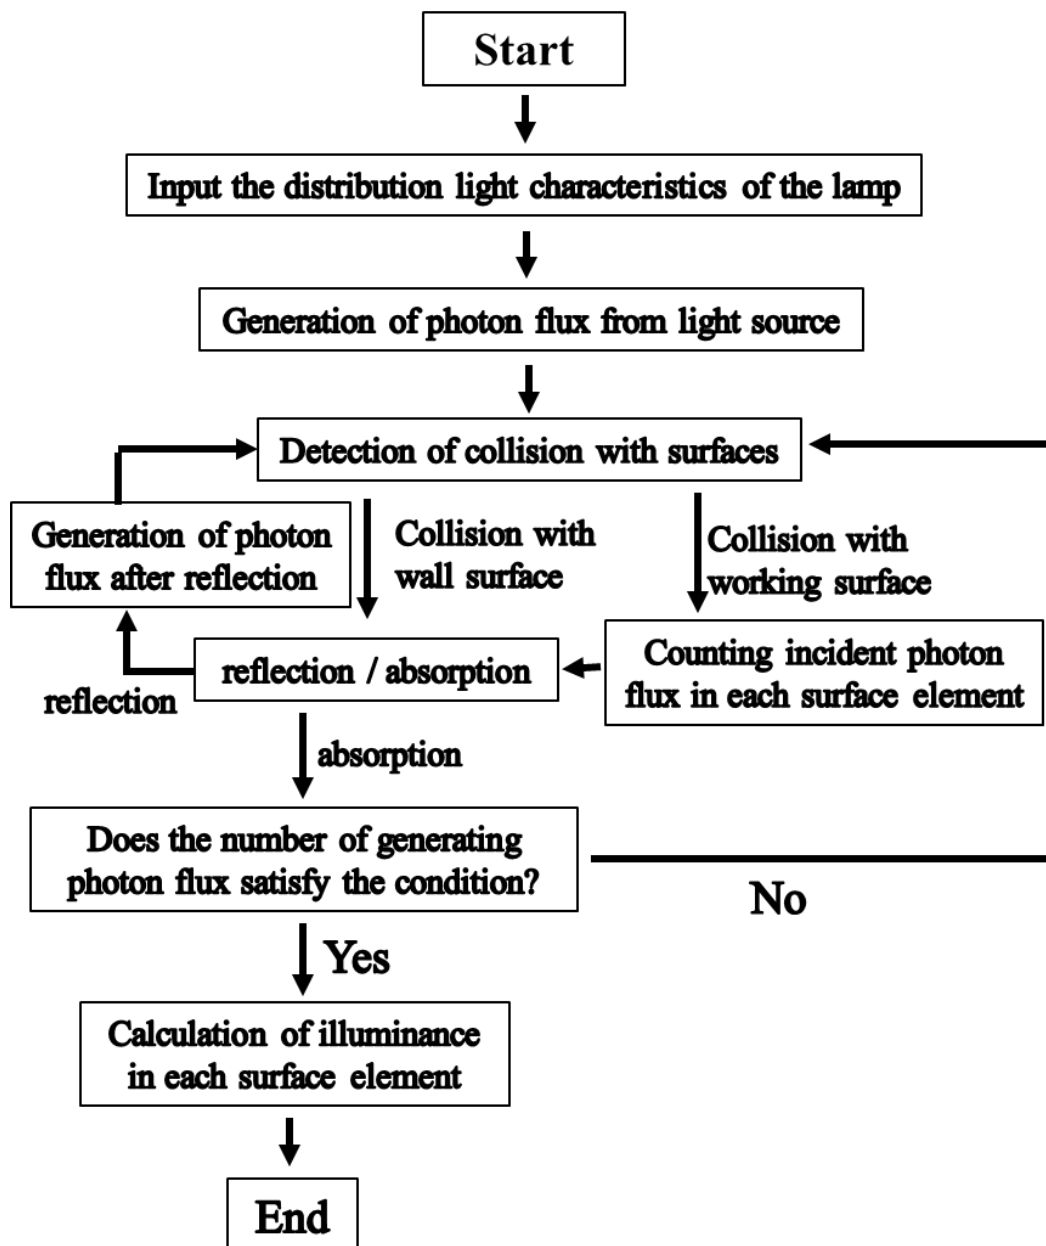 Start
Input the distribution light characteristics of the lamp
Generation of photon flux from light source
Detection of collision with surfaces
Generation of photon
flux after reflection
Collision with
wall surface
Collision with
working surface
reflection / absorption
Counting incident photon
flux in each surface element
reflection
absorption
Does the number of generating
photon flux satisfy the condition?
No
Yes
Calculation of illuminance
in each surface element
End